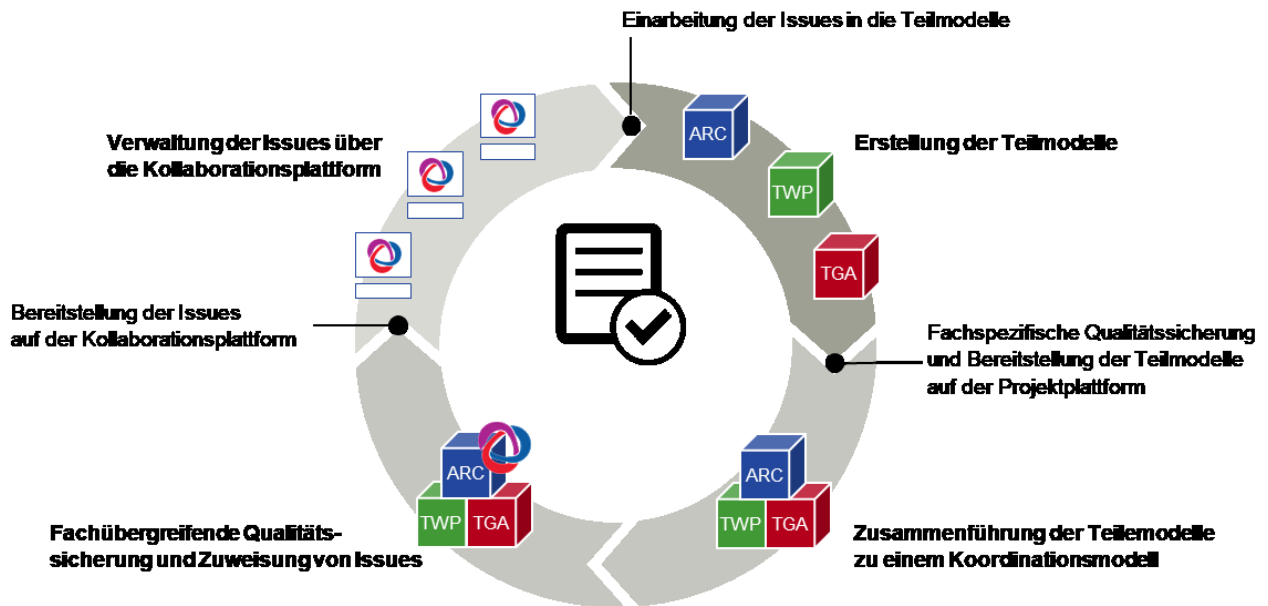 Einarbeitung der Issues in die Teilmodelle
Verwaltung der Issues über
die Kollaborationsplattform
ARC
Erstellung der Teilmodelle
TWP
TGA
Bereitstellung der Issues
auf der Kollaborationsplattform
Fachspezifische Qualitätssicherung
und Bereitstellung der Teilmodelle
auf der Projektplattform
ARC
TWP TGA
ARC
TWP TGA
Fachübergreifende Qualitäts-
sicherung und Zuweisung von Issues
Zusammenführung der Teilemodelle
zu einem Koordinationsmodell